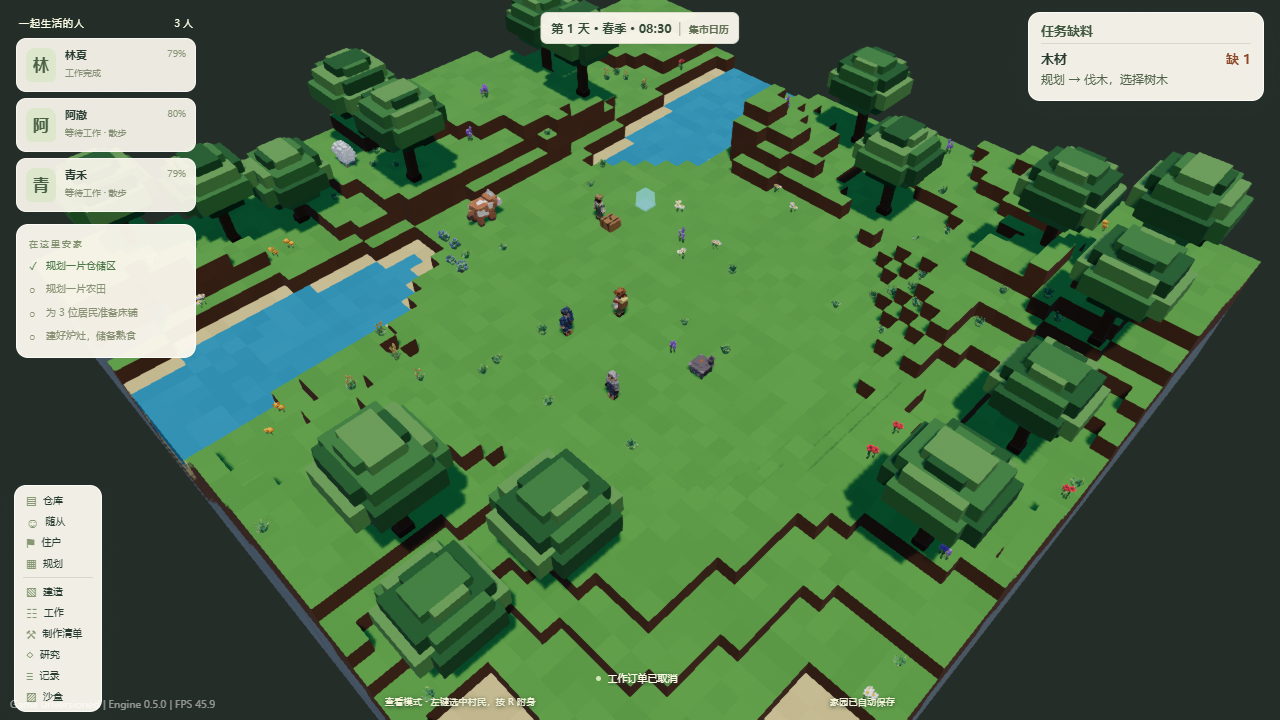 一起生活的人 3 人
林 林夏 79%
工作完成
阿 阿澈 80%
等待工作 · 散步
青 青禾 79%
等待工作 · 散步
在这里安家
✓ 规划一片仓储区
○ 规划一片农田
○ 为 3 位居民准备床铺
○ 建好炉灶，储备熟食
第 1 天 • 春季 • 08:30 | 集市日历
任务缺料
木材 缺 1
规划 → 伐木，选择树木
仓库
随从
住户
规划
建造
工作
制作清单
研究
记录
沙盒
| Engine 0.5.0 | FPS 45.9
工作订单已取消
查看模式 · 左键选中村民，按 R 附身
家园已自动保存